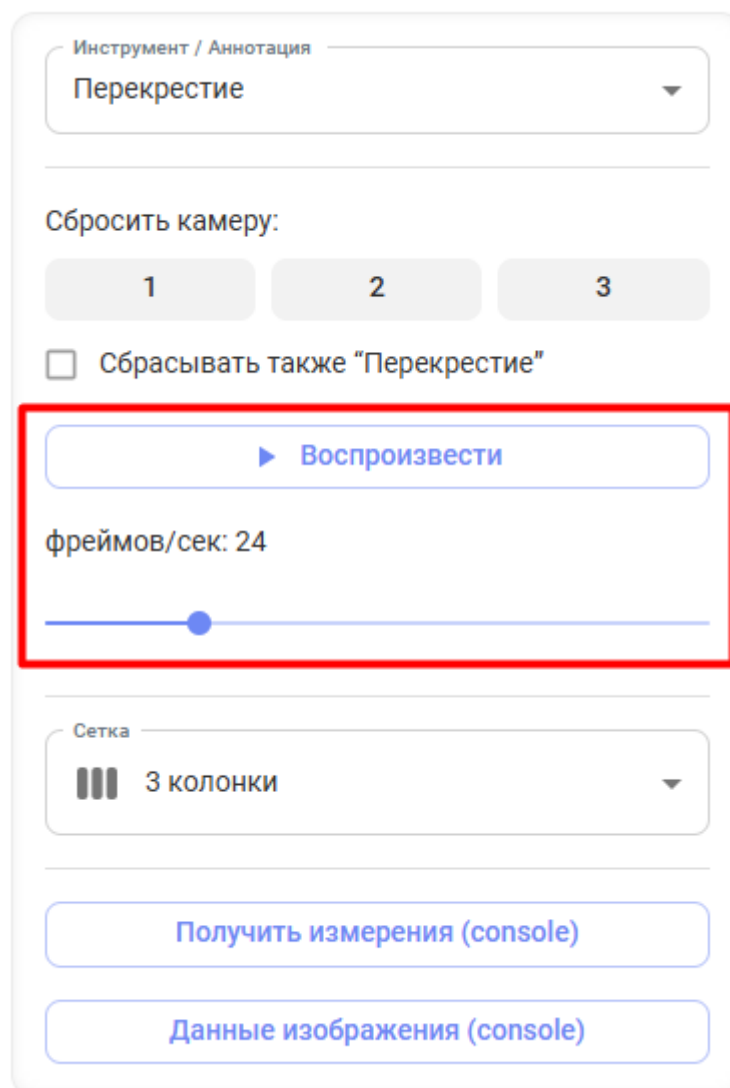 Инструмент / Аннотация
Перекрестие
Сбросить камеру:
1 2 3
Сбрасывать также “Перекрестие”
Воспроизвести
фреймов/сек: 24
Сетка
3 колонки
Получить измерения (console)
Данные изображения (console)